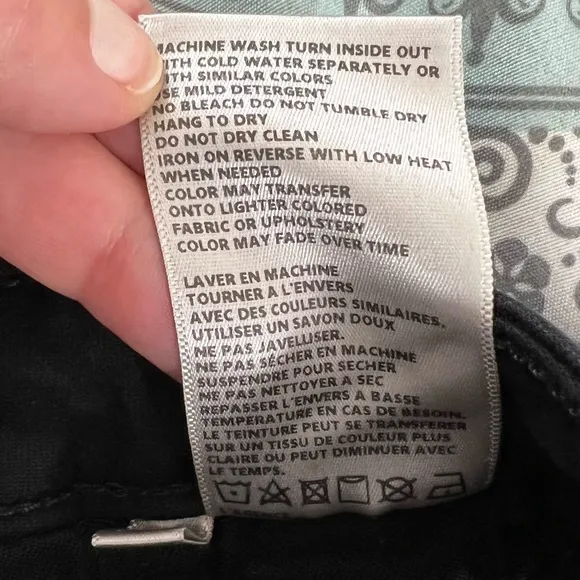 MACHINE WASH TURN INSIDE OUT
WITH COLD WATER SEPARATELY OR
WITH SIMILAR COLORS
USE MILD DETERGENT
NO BLEACH DO NOT TUMBLE DRY
HANG TO DRY
DO NOT DRY CLEAN
IRON ON REVERSE WITH LOW HEAT
WHEN NEEDED
COLOR MAY TRANSFER
ONTO LIGHTER COLORED
FABRIC OR UPHOLSTERY
COLOR MAY FADE OVER TIME
LAVER EN MACHINE
TOURNER A L'ENVERS
AVEC DES COULEURS SIMILAIRES.
UTILISER UN SAVON DOUX
NE PAS JAVELUSER.
NE PAS SÉCHER EN MACHINE
SUSPENDRE POUR SECHER
NE PAS NETTOYER A SEC
REPASSER L'ENVERS A BASSE
TEMPERATURE EN CAS DE BESOIN.
LE TEINTURE PEUT SE TRANSFERER
SUR UN TISSU DE COULEUR PLUS
CLAIRE OU PEUT DIMINUER AVEC
LE TEMPS.